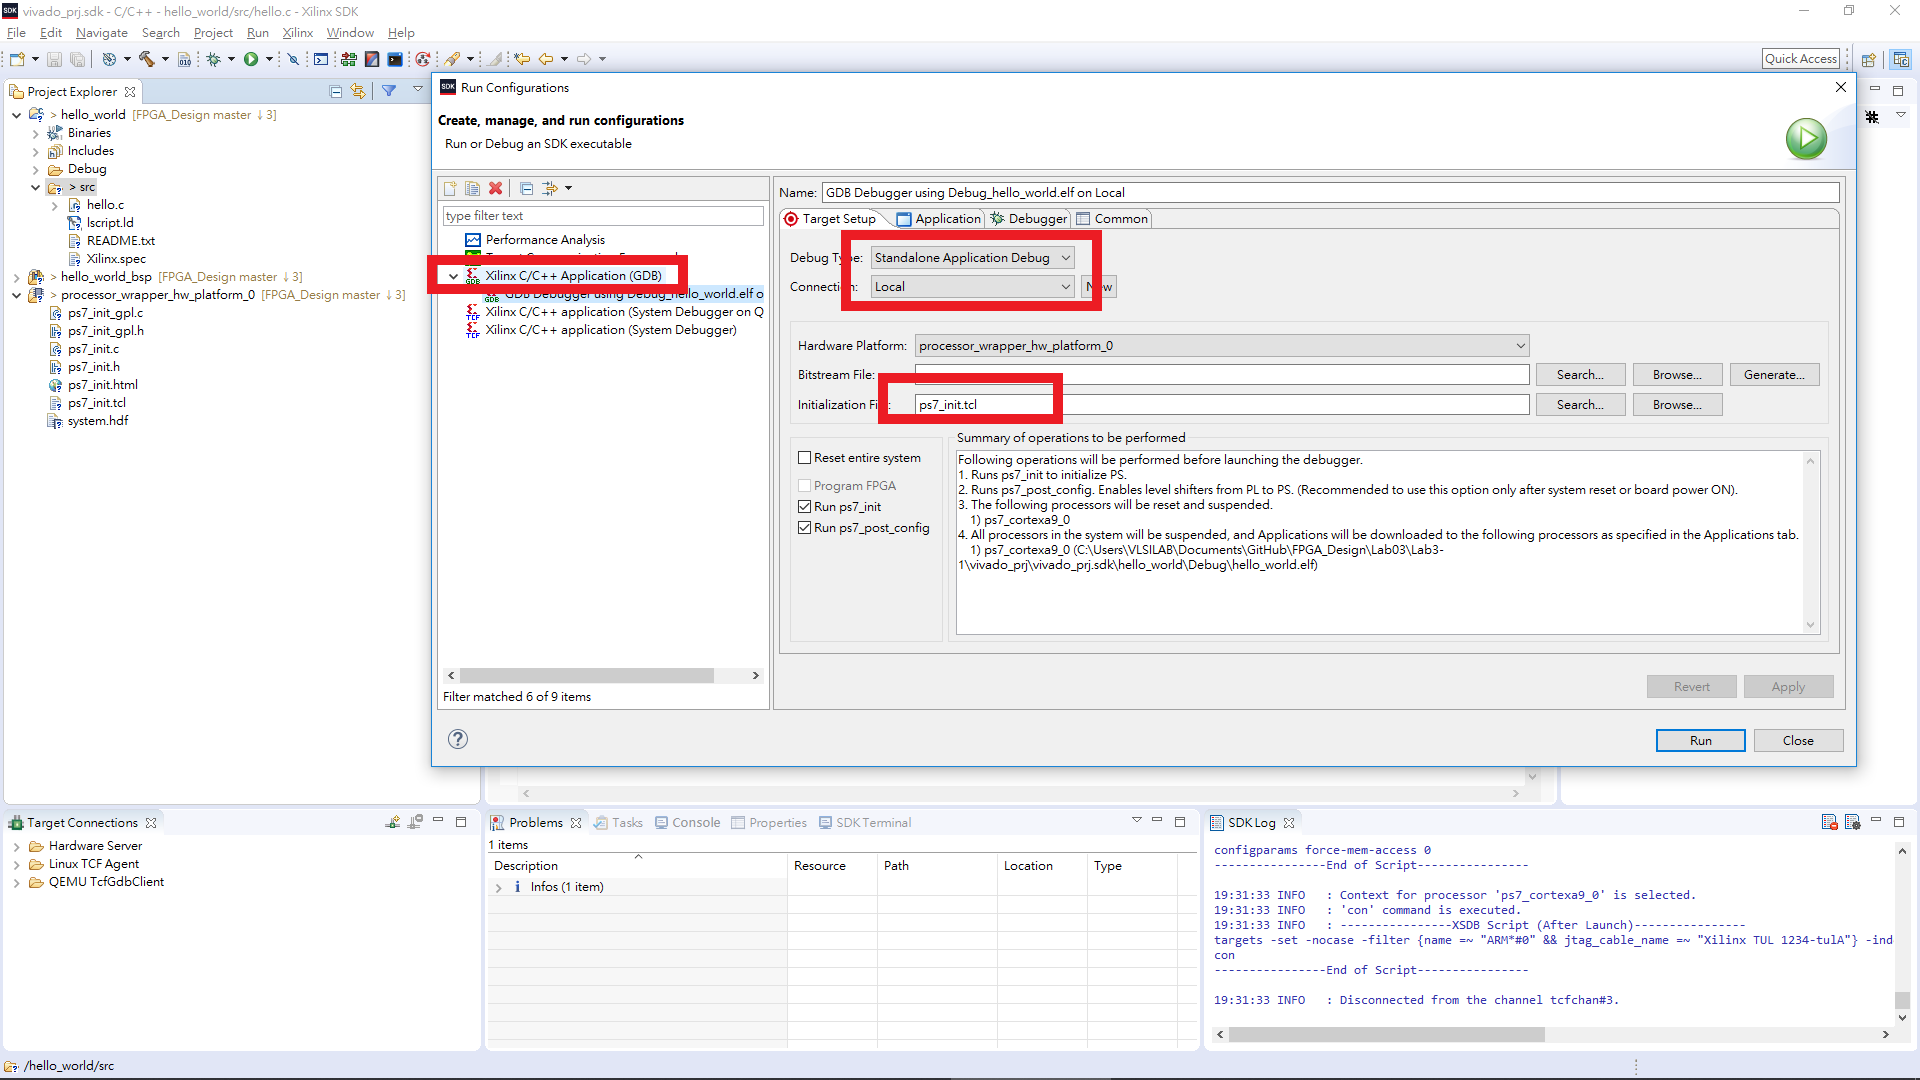 vivado_prj.sdk - C/C++ - hello_world/src/hello.c - Xilinx SDK
File Edit Navigate Search Project Run Xilinx Window Help
Quick Access
Project Explorer
> hello_world [FPGA_Design master ↓ 3]
Binaries
Includes
Debug
> src
hello.c
lscript.ld
README.txt
Xilinx.spec
> hello_world_bsp [FPGA_Design master ↓ 3]
> processor_wrapper_hw_platform_0 [FPGA_Design master ↓ 3]
ps7_init_gpl.c
ps7_init_gpl.h
ps7_init.c
ps7_init.h
ps7_init.html
ps7_init.tcl
system.hdf
SDK Run Configurations
Create, manage, and run configurations
Run or Debug an SDK executable
type filter text
Performance Analysis
Xilinx C/C++ Application (GDB)
GDB Debugger using Debug_hello_world.elf o
Xilinx C/C++ application (System Debugger on Q
Xilinx C/C++ application (System Debugger)
Filter matched 6 of 9 items
Name: GDB Debugger using Debug_hello_world.elf on Local
Target Setup Application Debugger Common
Debug Type: Standalone Application Debug
Connection: Local
Hardware Platform: processor_wrapper_hw_platform_0
Bitstream File: Search... Browse... Generate...
Initialization Fi ps7_init.tcl Search... Browse...
Reset entire system
Program FPGA
Run ps7_init
Run ps7_post_config
Summary of operations to be performed
Following operations will be performed before launching the debugger.
1. Runs ps7_init to initialize PS.
2. Runs ps7_post_config. Enables level shifters from PL to PS. (Recommended to use this option only after system reset or board power ON).
3. The following processors will be reset and suspended.
1) ps7_cortexa9_0
4. All processors in the system will be suspended, and Applications will be downloaded to the following processors as specified in the Applications tab.
1) ps7_cortexa9_0 (C:\Users\VLSILAB\Documents\GitHub\FPGA_Design\Lab03\Lab3-
1\vivado_prj\vivado_prj.sdk\hello_world\Debug\hello_world.elf)
Revert Apply
Run Close
Target Connections
Hardware Server
Linux TCF Agent
QEMU TcfGdbClient
Problems Tasks Console Properties SDK Terminal
1 items
Description Resource Path Location Type
Infos (1 item)
SDK Log
configparams force-mem-access 0
----------------End of Script----------------
19:31:33 INFO : Context for processor 'ps7_cortexa9_0' is selected.
19:31:33 INFO : 'con' command is executed.
19:31:33 INFO : ----------------XSDB Script (After Launch)----------------
targets -set -nocase -filter {name =~ "ARM*#0" && jtag_cable_name =~ "Xilinx TUL 1234-tulA"} -ind
con
----------------End of Script----------------
19:31:33 INFO : Disconnected from the channel tcfchan#3.
/hello_world/src